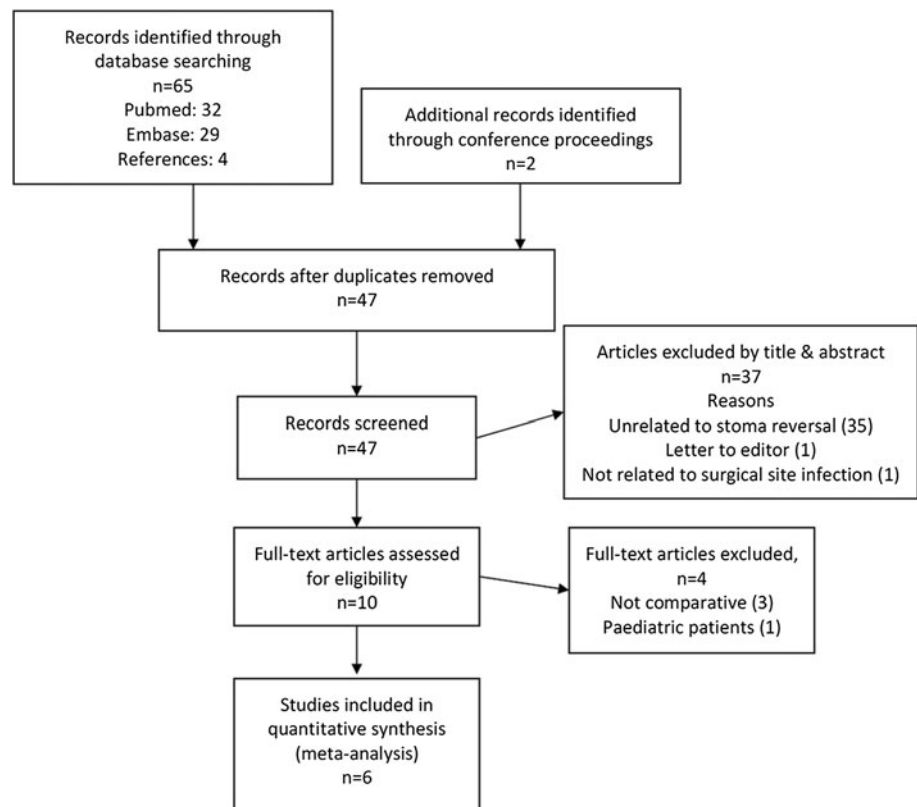 Records identified through
database searching
n=65
Pubmed: 32
Embase: 29
References: 4
Additional records identified
through conference proceedings
n=2
Records after duplicates removed
n=47
Records screened
n=47
Articles excluded by title & abstract
n=37
Reasons
Unrelated to stoma reversal (35)
Letter to editor (1)
Not related to surgical site infection (1)
Full-text articles assessed
for eligibility
n=10
Full-text articles excluded,
n=4
Not comparative (3)
Paediatric patients (1)
Studies included in
quantitative synthesis
(meta-analysis)
n=6